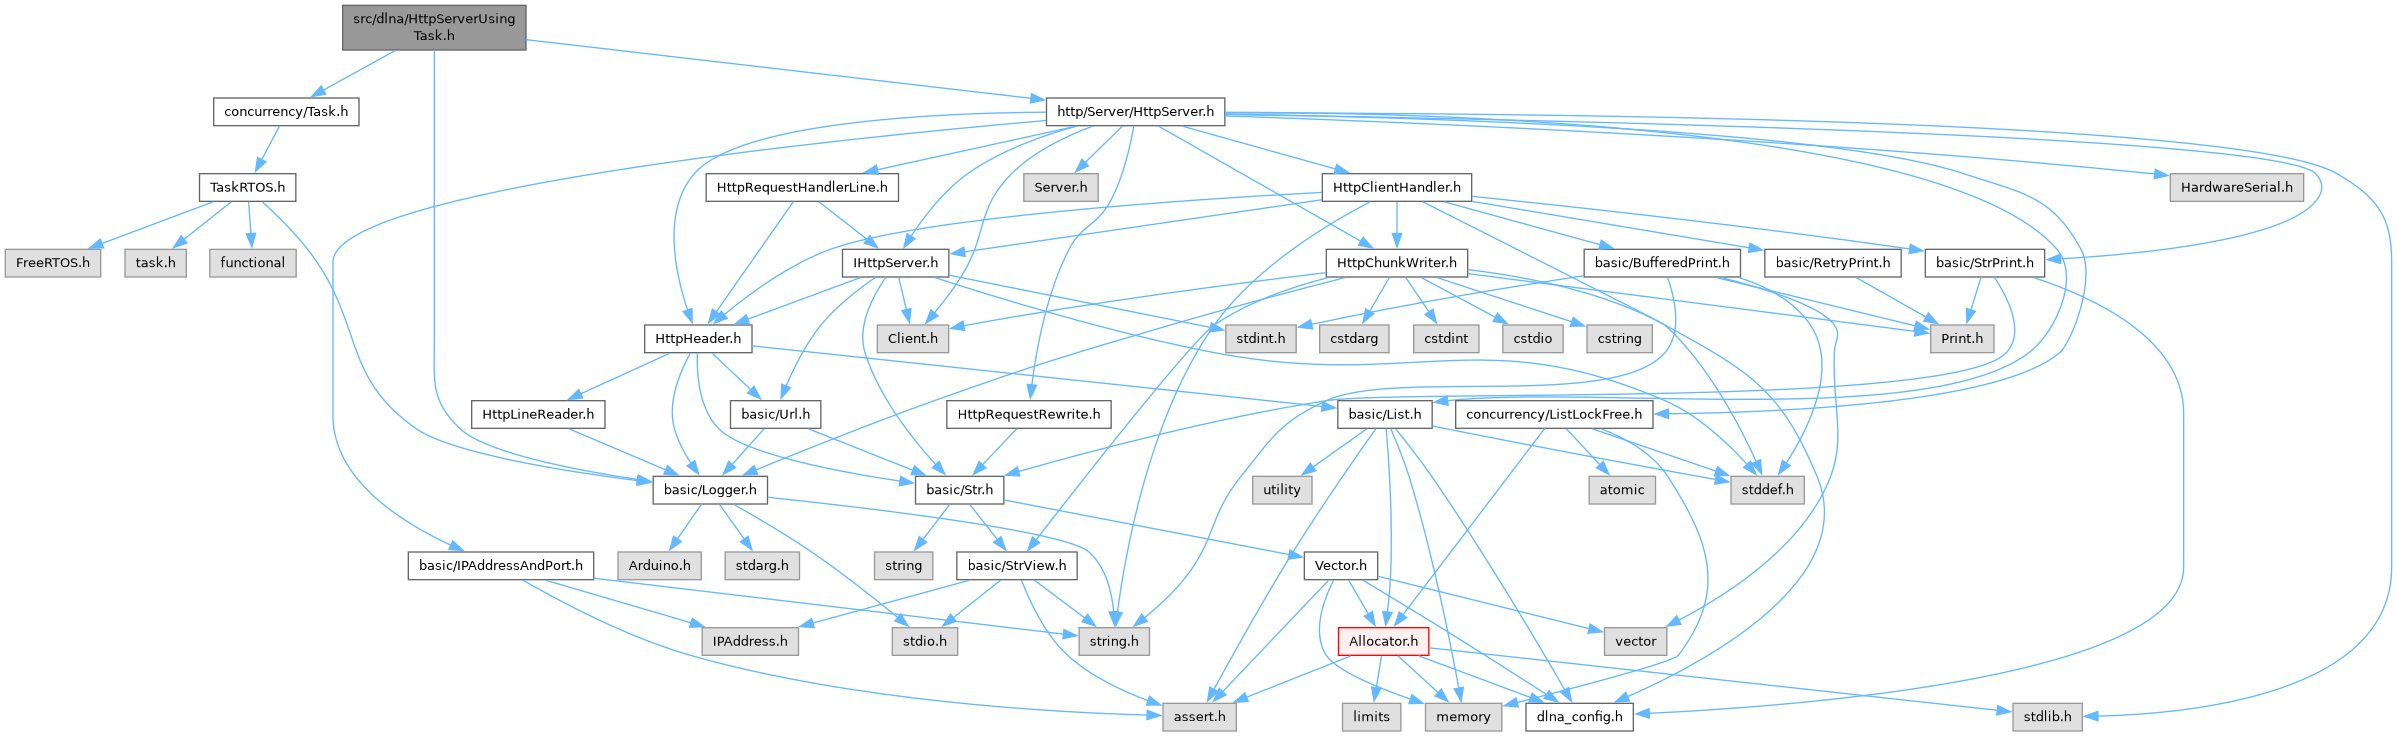 src/dlna/HttpServerUsing
Task.h
concurrency/Task.h
http/Server/HttpServer.h
TaskRTOS.h
HttpRequestHandlerLine.h
Server.h
HttpClientHandler.h
HardwareSerial.h
FreeRTOS.h
task.h
functional
IHttpServer.h
HttpChunkWriter.h
basic/BufferedPrint.h
basic/RetryPrint.h
basic/StrPrint.h
HttpHeader.h
Client.h
stdint.h
cstdarg
cstdint
cstdio
cstring
Print.h
HttpLineReader.h
basic/Url.h
HttpRequestRewrite.h
basic/List.h
concurrency/ListLockFree.h
basic/Logger.h
basic/Str.h
utility
atomic
stddef.h
basic/IPAddressAndPort.h
Arduino.h
stdarg.h
string
basic/StrView.h
Vector.h
IPAddress.h
stdio.h
string.h
Allocator.h
vector
assert.h
limits
memory
dlna_config.h
stdlib.h